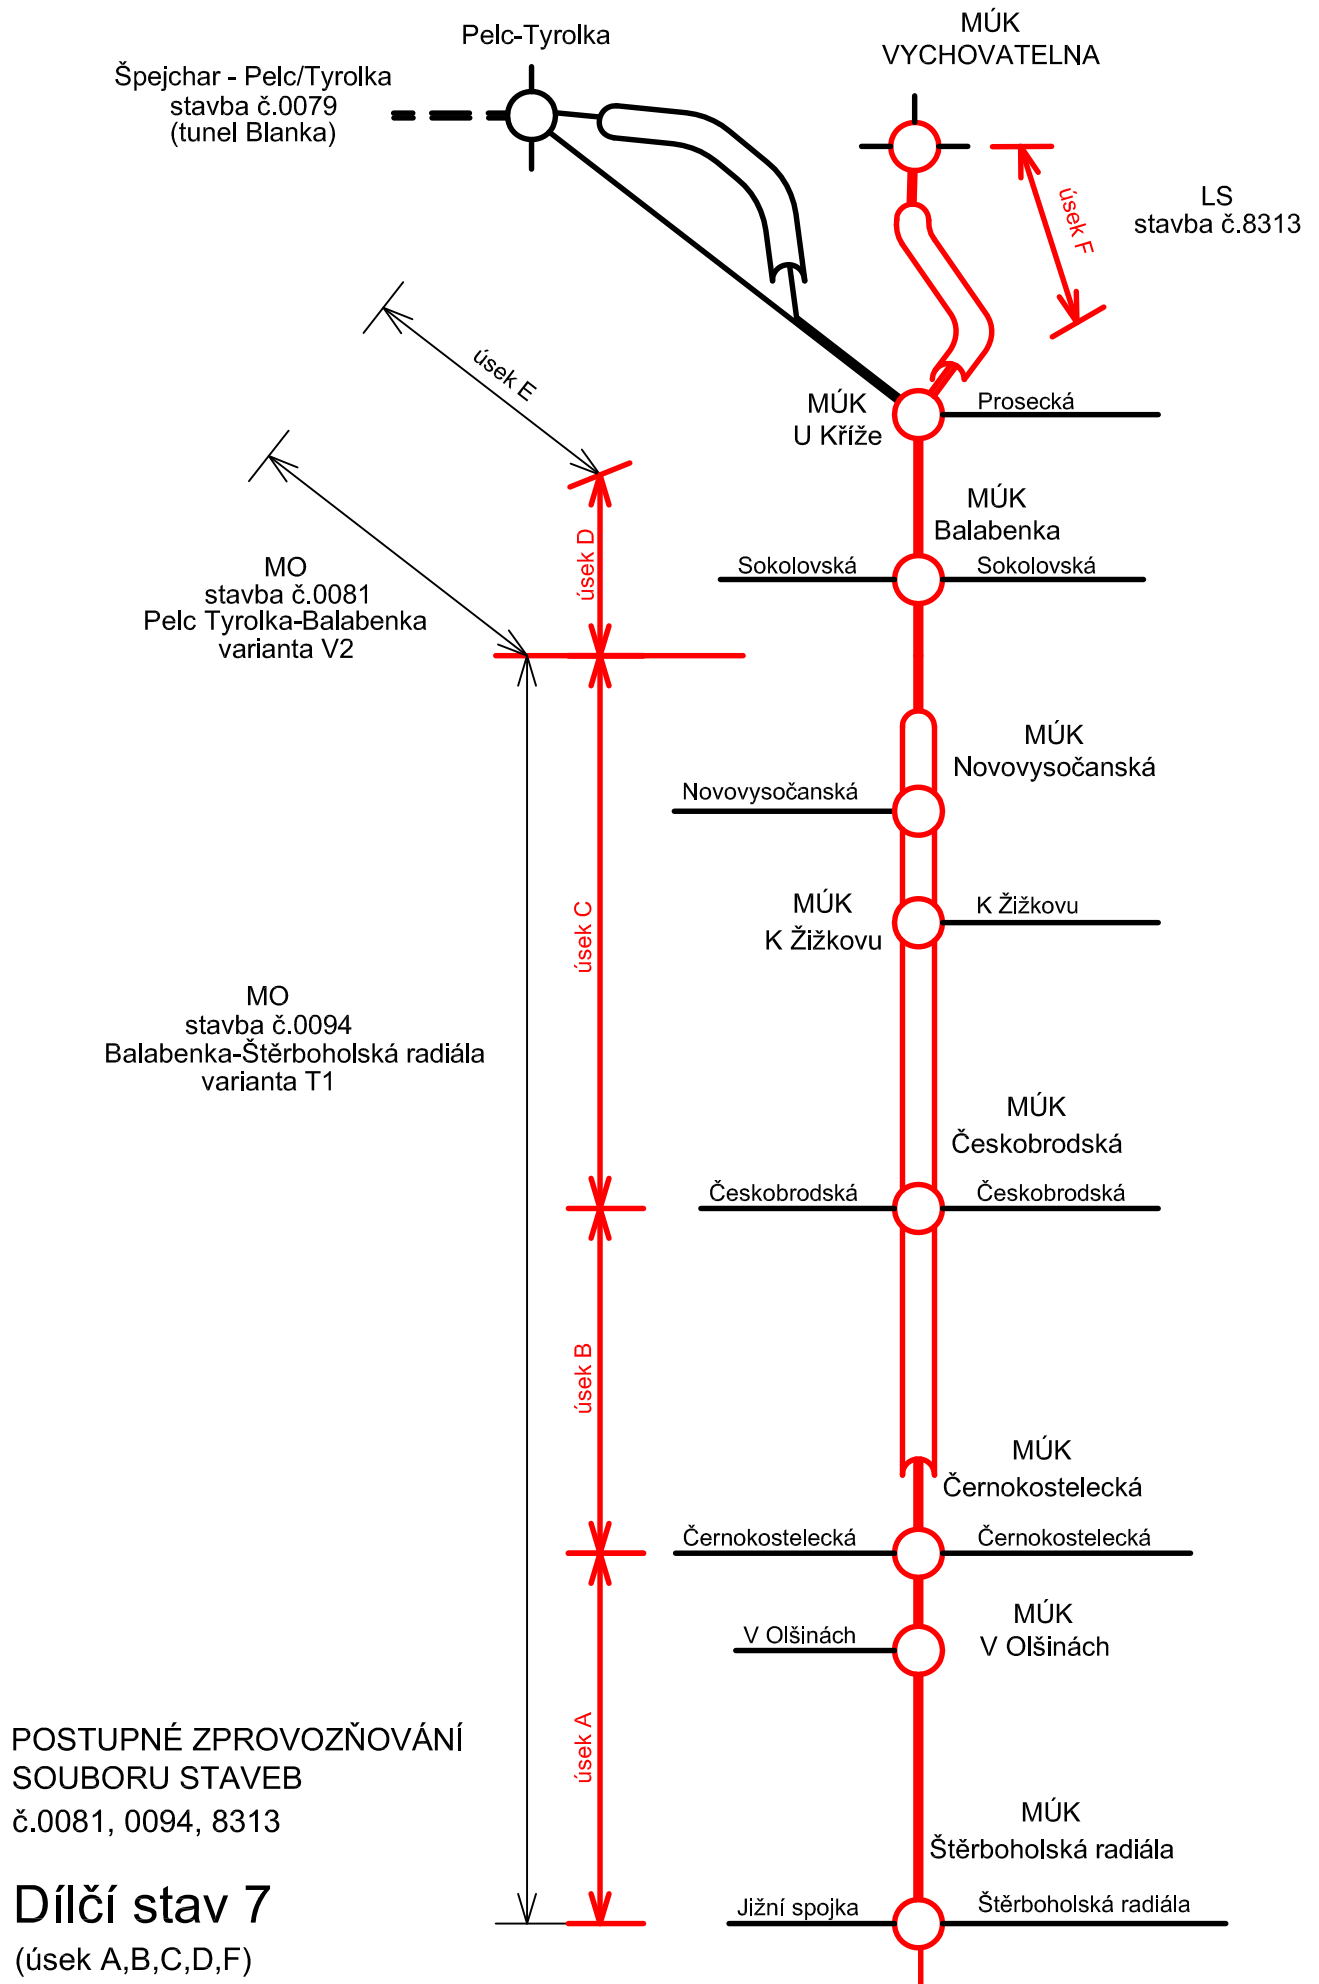 Pelc-Tyrolka
MÚK
VYCHOVATELNA
Špejchar - Pelc/Tyrolka
stavba č.0079
(tunel Blanka)
úsek F
LS
stavba č.8313
úsek E
MÚK
U Kříže
Prosecká
MÚK
Balabenka
úsek D
Sokolovská
Sokolovská
MO
stavba č.0081
Pelc Tyrolka-Balabenka
varianta V2
MÚK
Novovysočanská
Novovysočanská
MÚK
K Žižkovu
K Žižkovu
úsek C
MO
stavba č.0094
Balabenka-Štěrboholská radiála
varianta T1
MÚK
Českobrodská
Českobrodská
Českobrodská
úsek B
MÚK
Černokostelecká
Černokostelecká
Černokostelecká
MÚK
V Olšinách
V Olšinách
úsek A
POSTUPNÉ ZPROVOZŇOVÁNÍ
SOUBORU STAVEB
č.0081, 0094, 8313
MÚK
Štěrboholská radiála
Dílčí stav 7
(úsek A,B,C,D,F)
Jižní spojka
Štěrboholská radiála